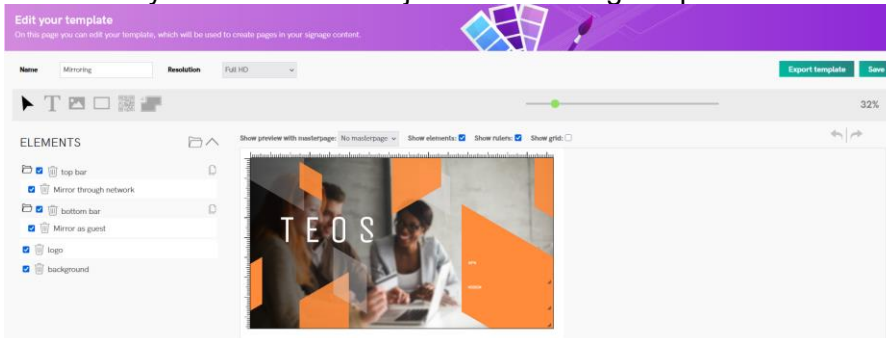 Edit your template
On this page you can edit your template, which will be used to create pages in your signage content.
Name Mirroring Resolution Full HD Export template Save
T 32%
ELEMENTS Show preview with masterpage: No masterpage Show elements: Show rulers: Show grid:
top bar
Mirror through network
bottom bar
Mirror as guest
logo
background
TEOS